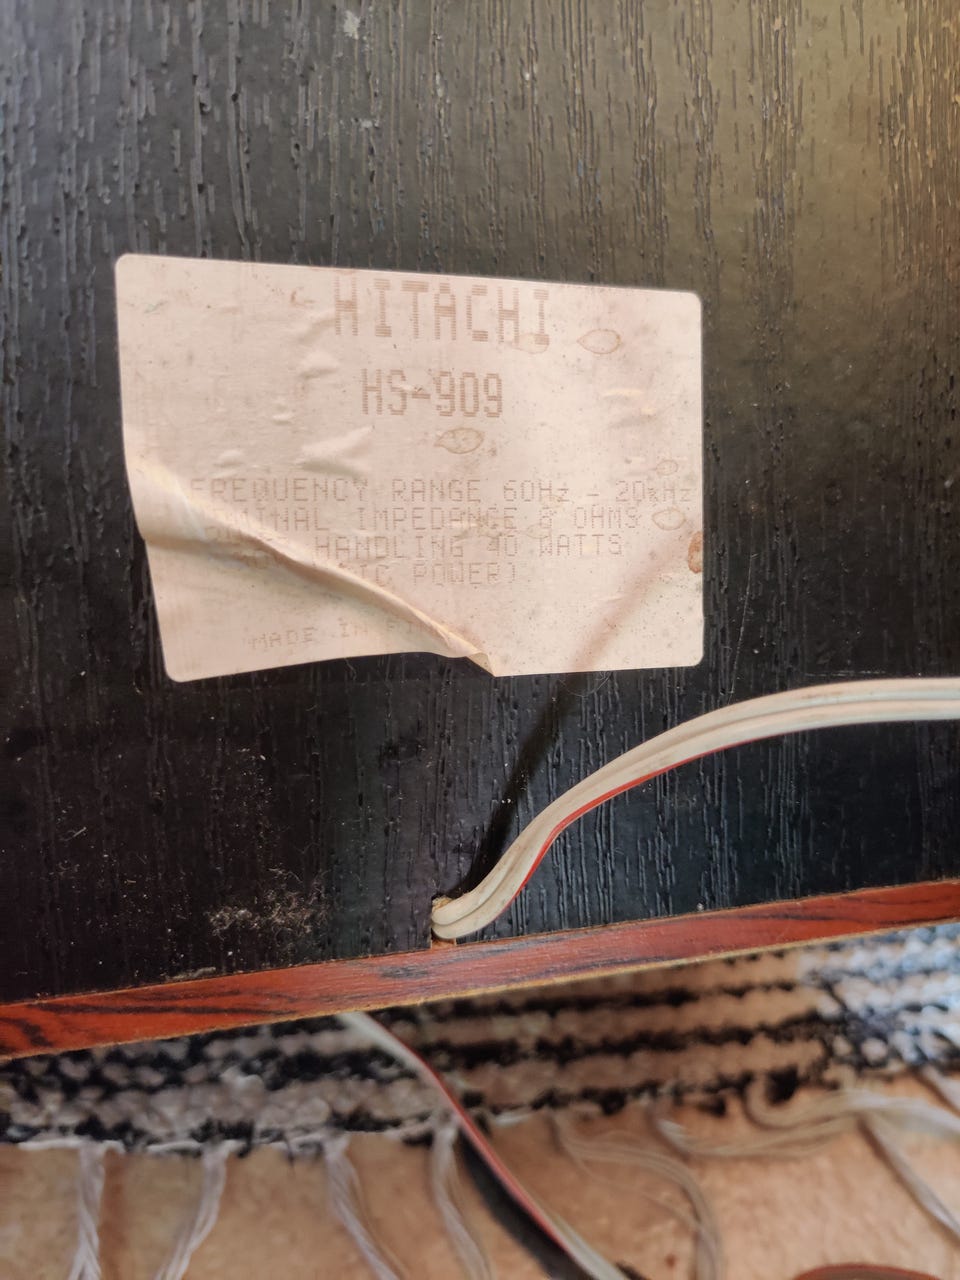 HITACHI
HS-909
FREQUENCY RANGE 60Hz - 20kHz
IMPEDANCE 8 OHMS
HANDLING 40 WATTS
POWER)
MADE IN